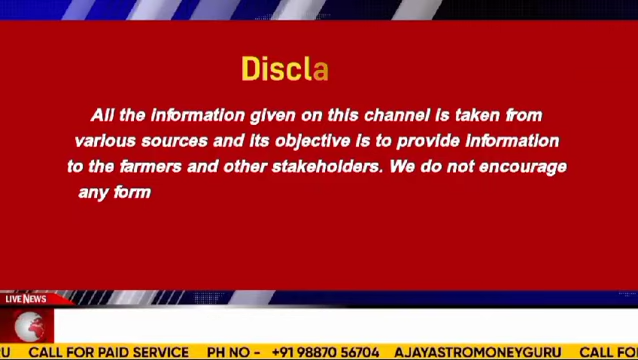 Discla
All the information given on this channel is taken from
various sources and its objective is to provide information
to the farmers and other stakeholders. We do not encourage
any form
LIVE NEWS
RU CALL FOR PAID SERVICE PH NO - +91 98870 56704 AJAYASTROMONEYGURU CALL FO